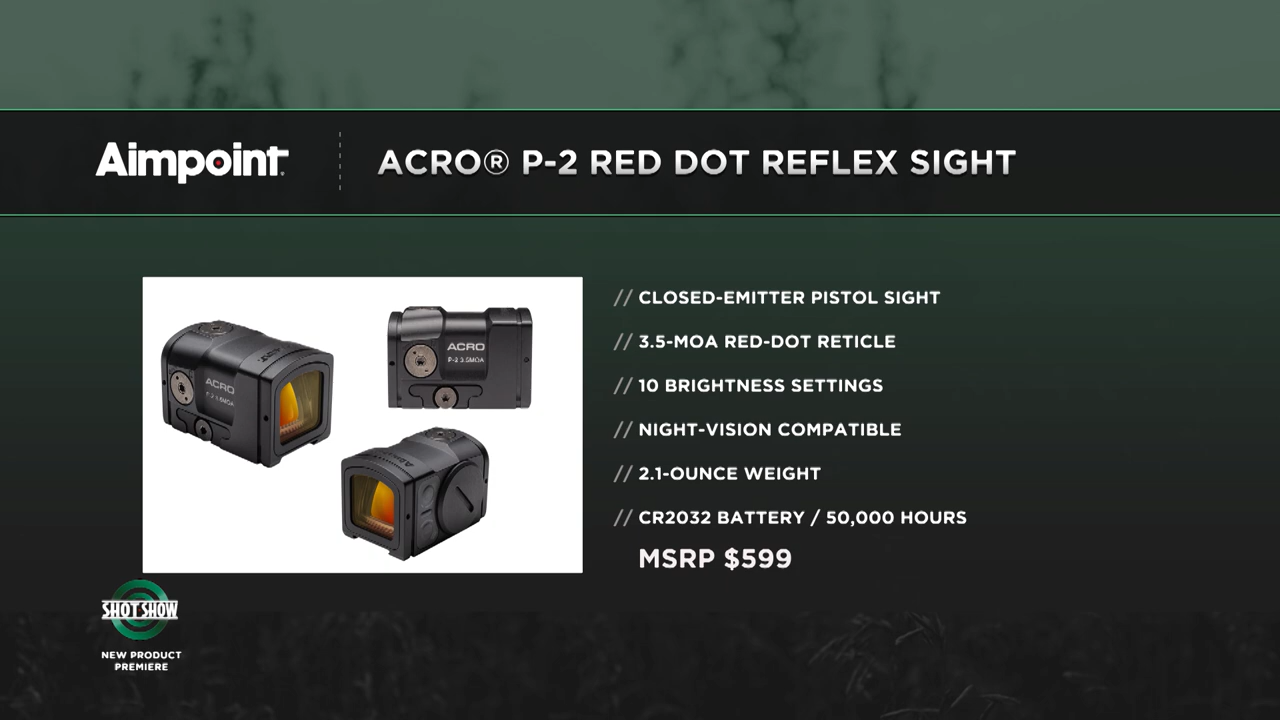 Aimpoint
ACRO® P-2 RED DOT REFLEX SIGHT
ACRO
P-2 3.5MOA
ACRO
P-2 3.5MOA
// CLOSED-EMITTER PISTOL SIGHT
// 3.5-MOA RED-DOT RETICLE
// 10 BRIGHTNESS SETTINGS
// NIGHT-VISION COMPATIBLE
// 2.1-OUNCE WEIGHT
// CR2032 BATTERY / 50,000 HOURS
MSRP $599
SHOT SHOW
NEW PRODUCT
PREMIERE